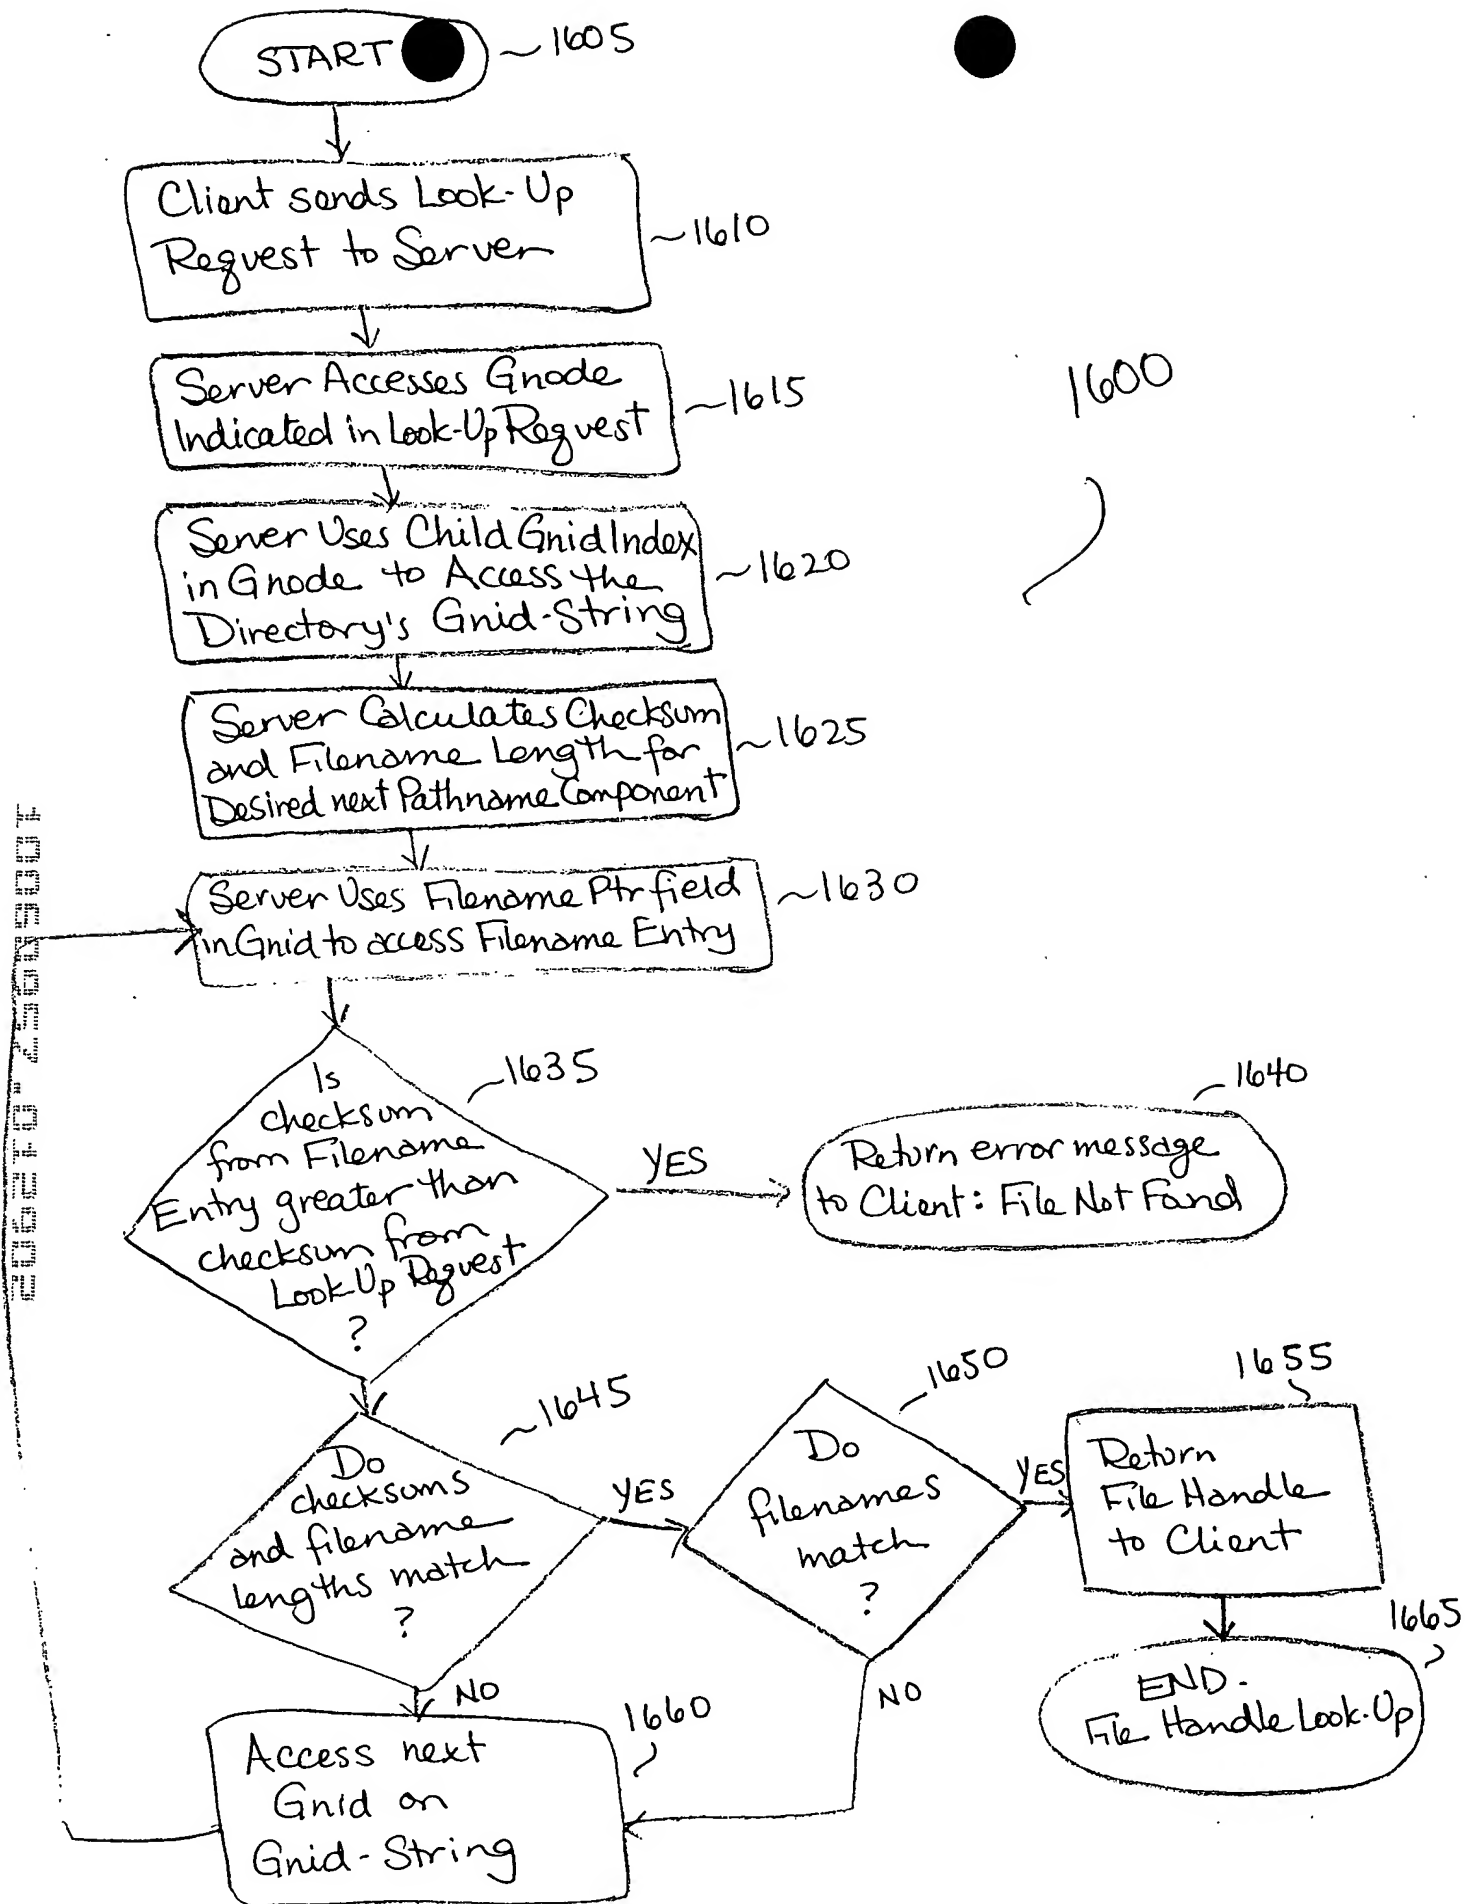 START
1605
Client sends Look-Up
Request to Server
1610
Server Accesses Gnode
Indicated in Look-Up Request
1615
1600
Server Uses Child Gnid Index
in Gnode to Access the
Directory's Gnid-String
1620
Server Calculates Checksum
and Filename Length for
Desired next Pathname Component
1625
Server Uses Filename Ptr field
in Gnid to access Filename Entry
1630
Is
checksum
from Filename
Entry greater than
checksum from
Look-Up Request
?
1635
YES
1640
Return error message
to Client: File Not Found
Do
checksums
and filename
lengths match
?
1645
YES
NO
Do
filenames
match
?
1650
YES
NO
1655
Return
File Handle
to Client
1665
END-
File Handle Look-Up
1660
Access next
Gnid on
Gnid-String